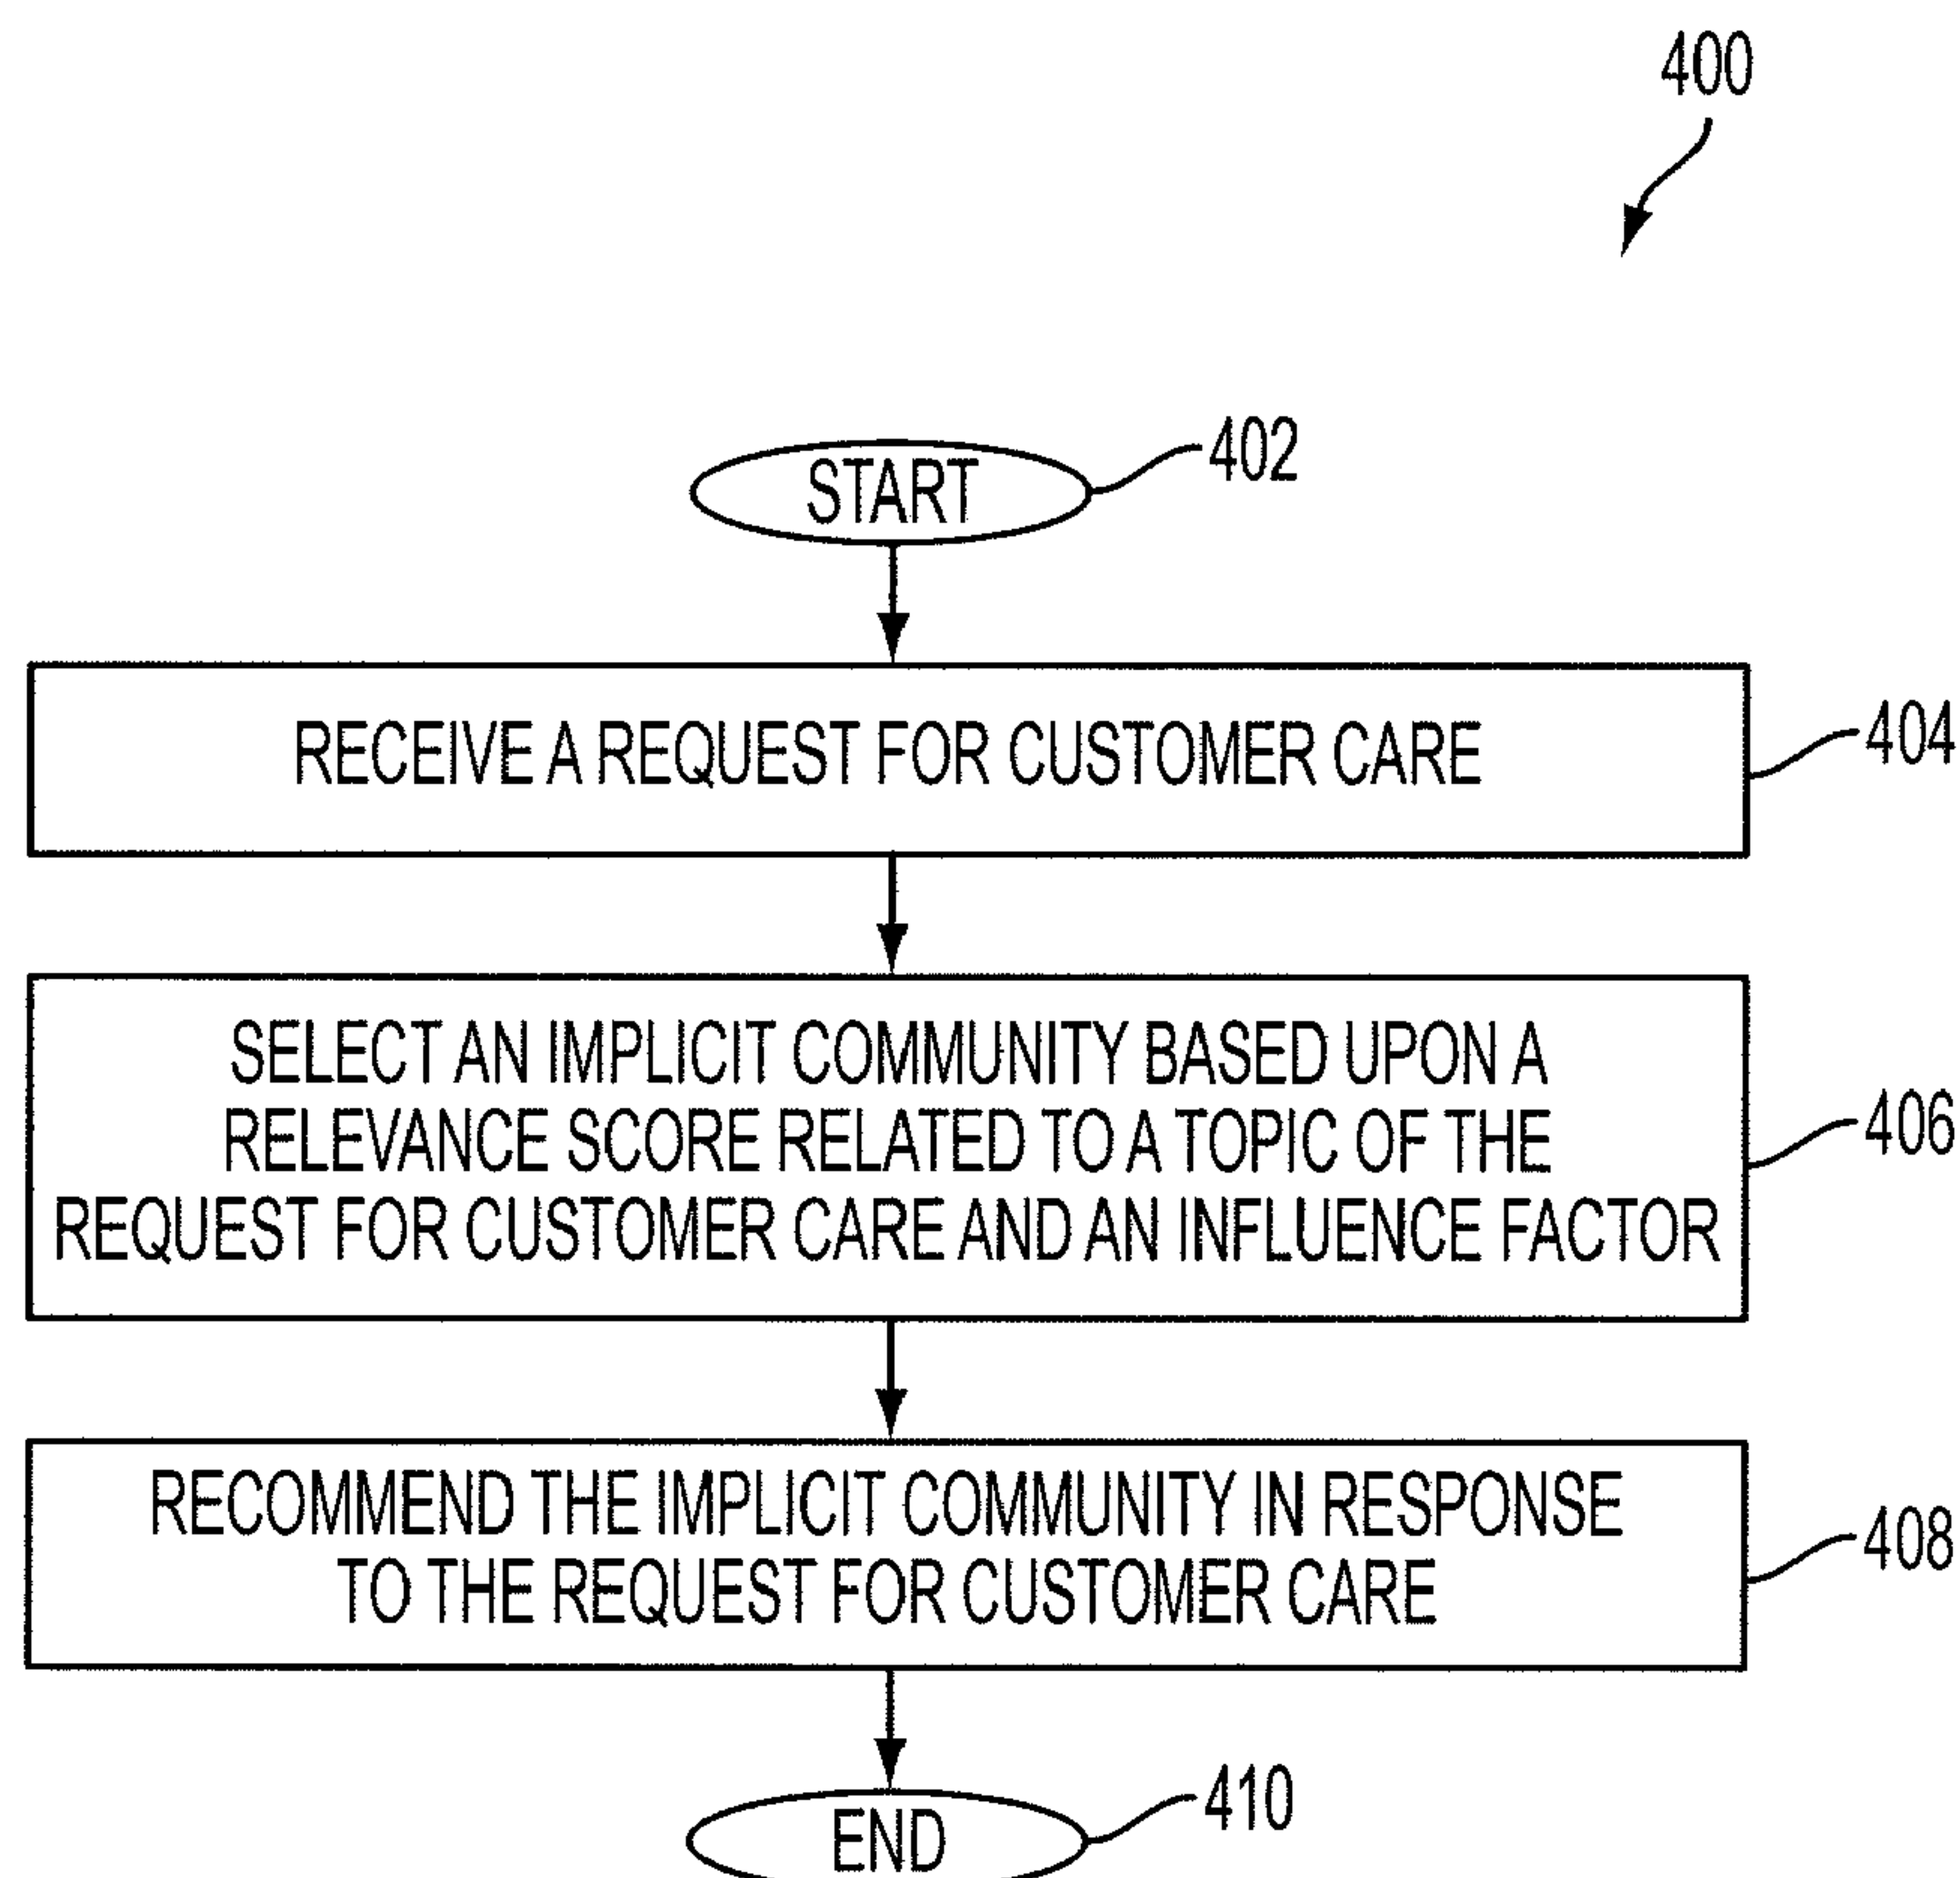 400
START
402
RECEIVE A REQUEST FOR CUSTOMER CARE
404
SELECT AN IMPLICIT COMMUNITY BASED UPON A
RELEVANCE SCORE RELATED TO A TOPIC OF THE
REQUEST FOR CUSTOMER CARE AND AN INFLUENCE FACTOR
406
RECOMMEND THE IMPLICIT COMMUNITY IN RESPONSE
TO THE REQUEST FOR CUSTOMER CARE
408
END
410